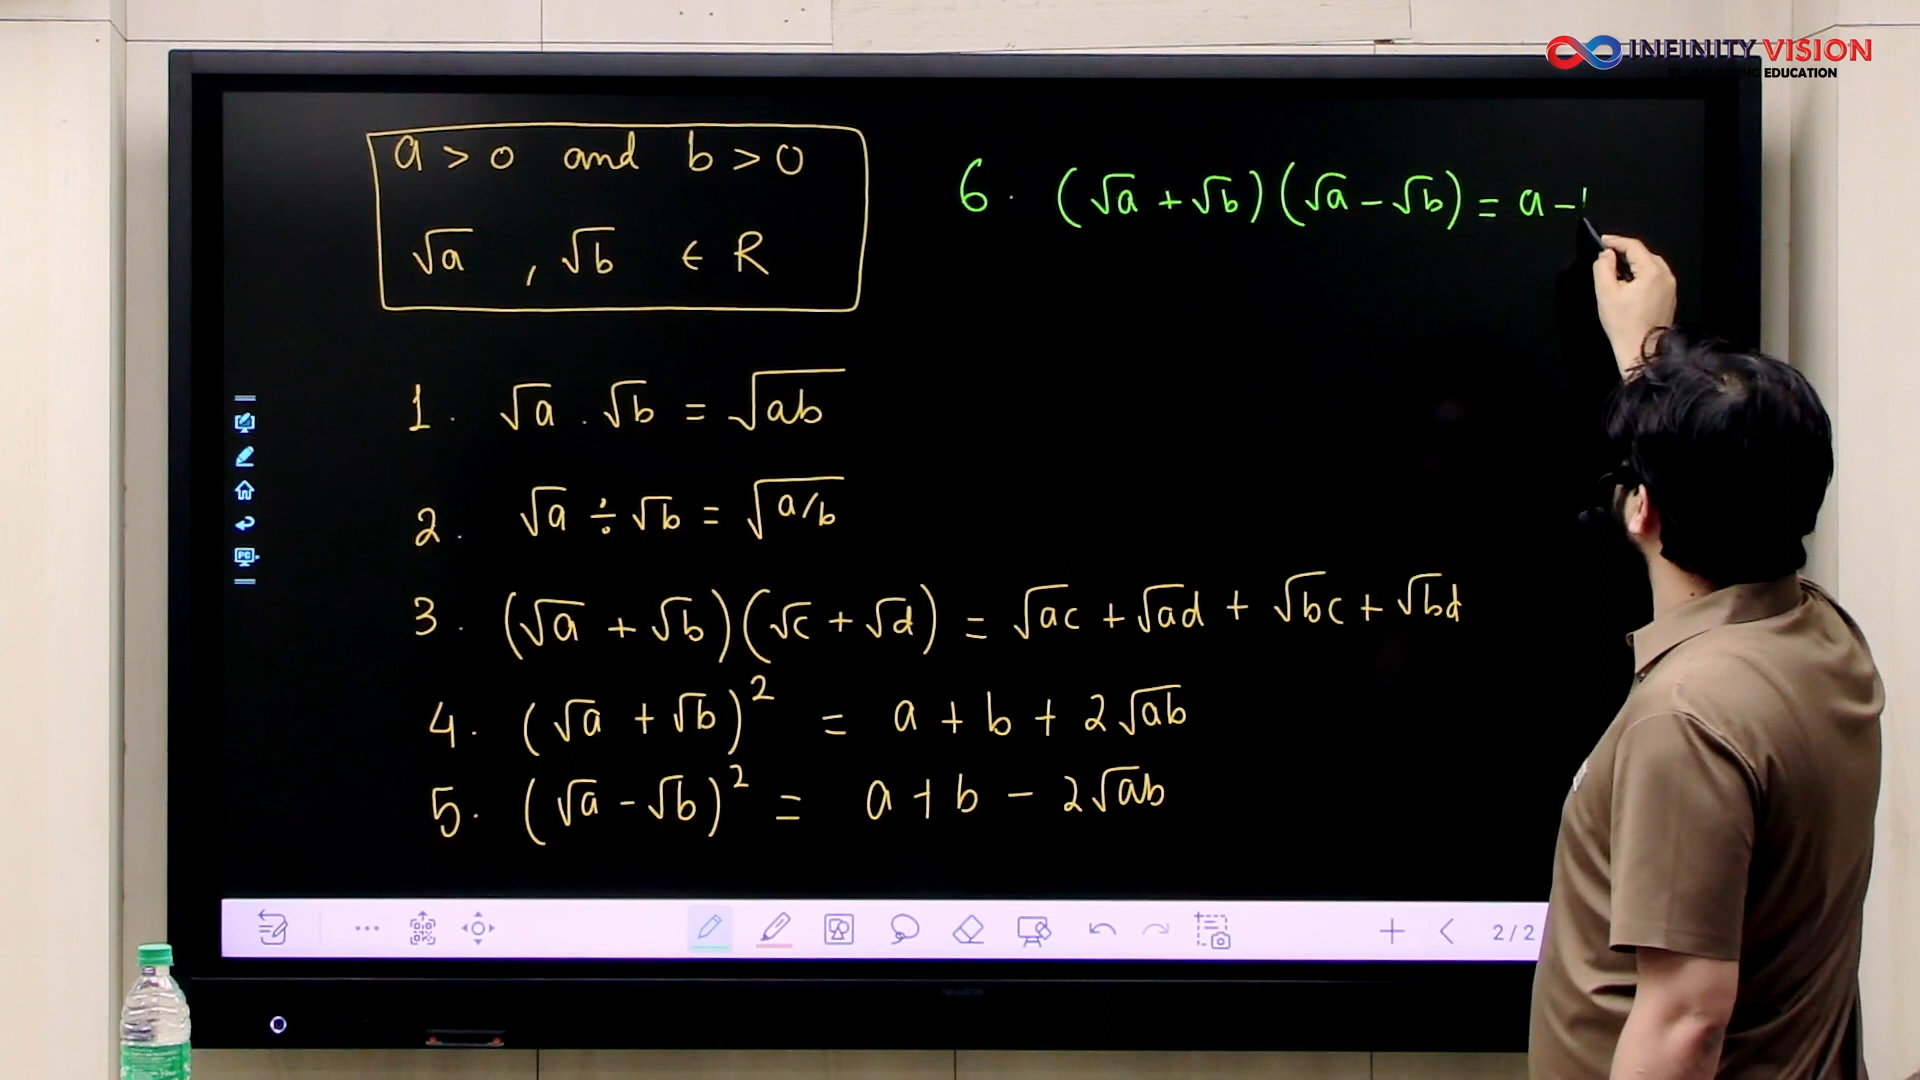 INFINITY VISION
EDUCATION
a > 0 and b > 0
√a , √b ∈ R
1. √a . √b = √ab
2. √a ÷ √b = √a/b
3. (√a + √b)(√c + √d) = √ac + √ad + √bc + √bd
4. (√a + √b)² = a + b + 2√ab
5. (√a - √b)² = a + b - 2√ab
6. (√a + √b)(√a - √b) = a -
PC
2/2